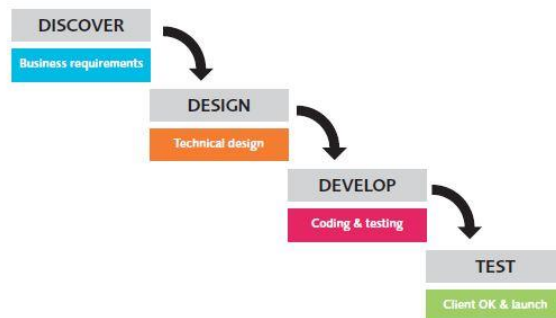 DISCOVER
Business requirements
DESIGN
Technical design
DEVELOP
Coding & testing
TEST
Client OK & launch